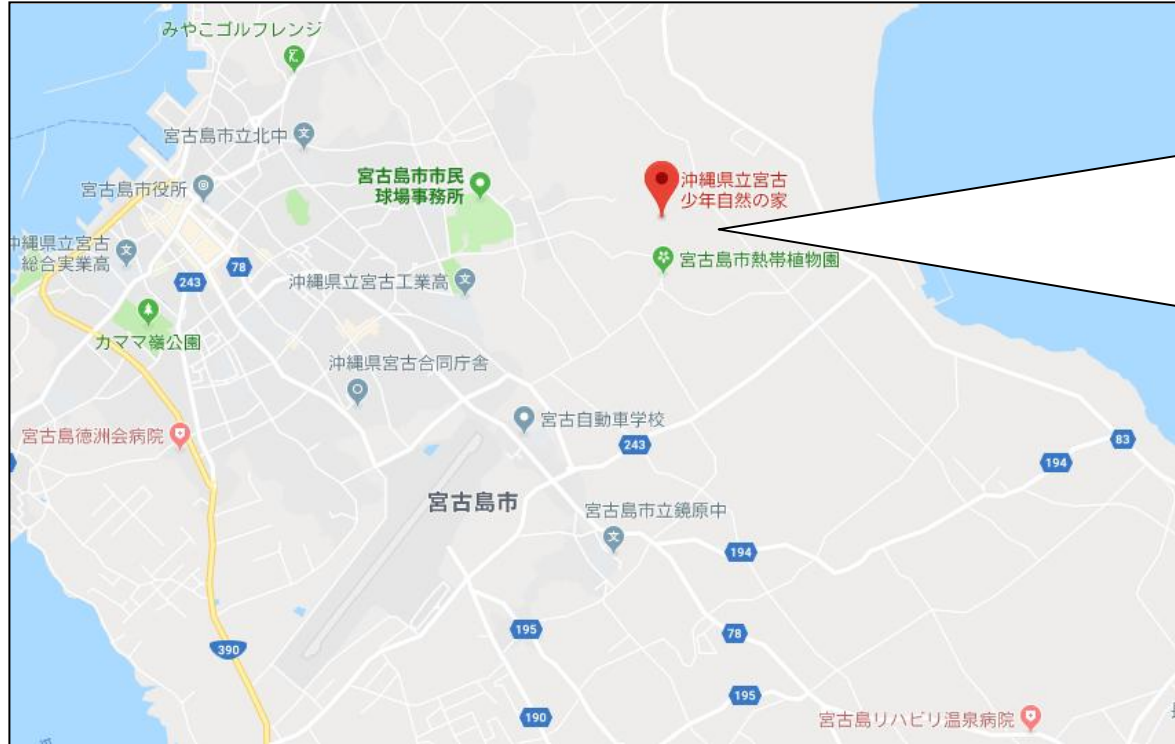 みやこゴルフレンジ
宮古島市立北中
宮古島市市民
球場事務所
沖縄県立宮古
少年自然の家
宮古島市役所
沖縄県立宮古
総合実業高
78
243
沖縄県立宮古工業高
宮古島市熱帯植物園
カママ嶺公園
沖縄県宮古合同庁舎
宮古自動車学校
宮古島徳洲会病院
243
83
194
宮古島市
宮古島市立鏡原中
194
195
78
390
195
190
宮古島リハビリ温泉病院